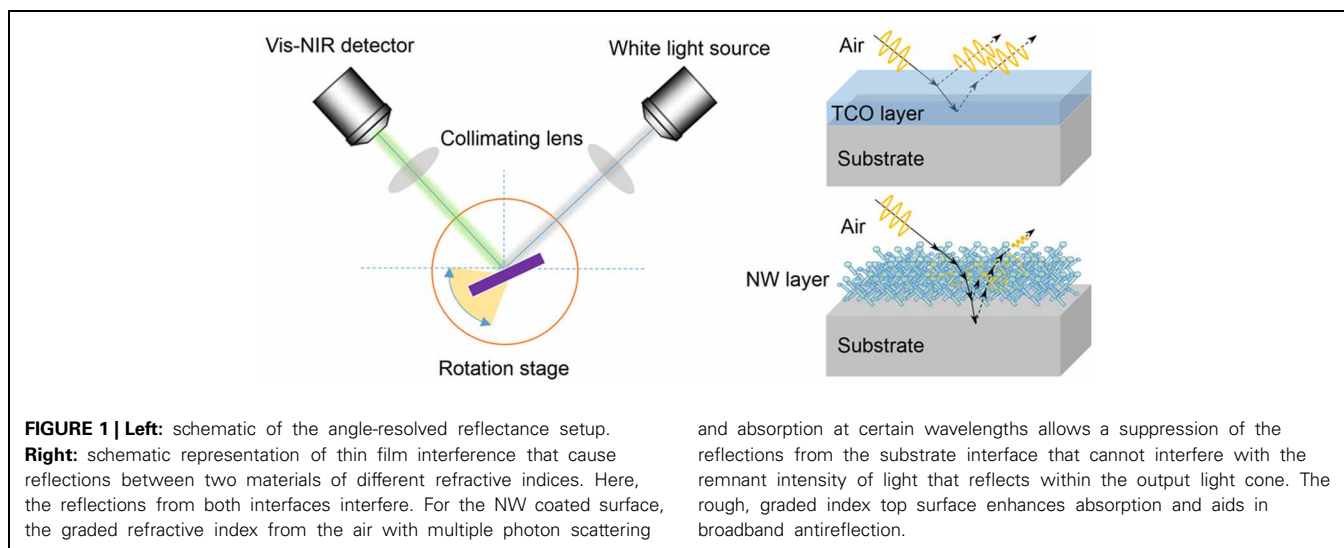 Vis-NIR detector
White light source
Collimating lens
Rotation stage
Air
TCO layer
Substrate
Air
NW layer
Substrate
FIGURE 1 | Left: schematic of the angle-resolved reflectance setup.
Right: schematic representation of thin film interference that cause
reflections between two materials of different refractive indices. Here,
the reflections from both interfaces interfere. For the NW coated surface,
the graded refractive index from the air with multiple photon scattering
and absorption at certain wavelengths allows a suppression of the
reflections from the substrate interface that cannot interfere with the
remnant intensity of light that reflects within the output light cone. The
rough, graded index top surface enhances absorption and aids in
broadband antireflection.